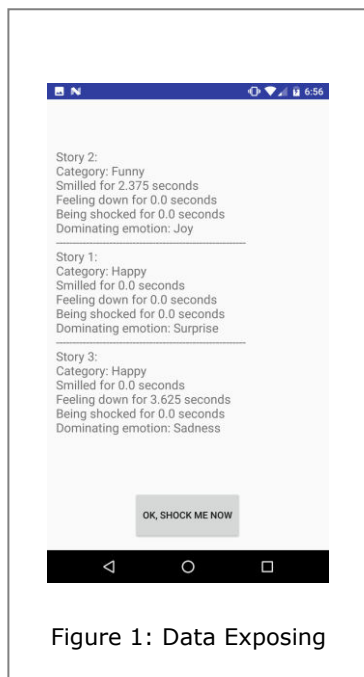 6:56
Story 2:
Category: Funny
Smilled for 2.375 seconds
Feeling down for 0.0 seconds
Being shocked for 0.0 seconds
Dominating emotion: Joy
Story 1:
Category: Happy
Smilled for 0.0 seconds
Feeling down for 0.0 seconds
Being shocked for 0.0 seconds
Dominating emotion: Surprise
Story 3:
Category: Happy
Smilled for 0.0 seconds
Feeling down for 3.625 seconds
Being shocked for 0.0 seconds
Dominating emotion: Sadness
OK, SHOCK ME NOW
Figure 1: Data Exposing